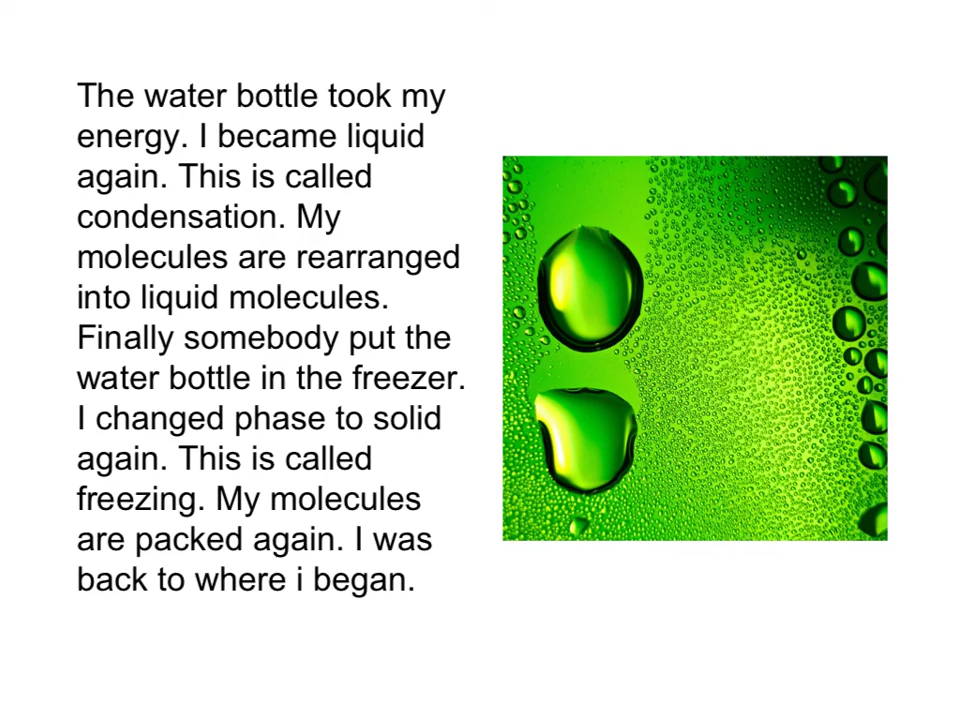 The water bottle took my
energy. I became liquid
again. This is called
condensation. My
molecules are rearranged
into liquid molecules.
Finally somebody put the
water bottle in the freezer.
I changed phase to solid
again. This is called
freezing. My molecules
are packed again. I was
back to where i began.